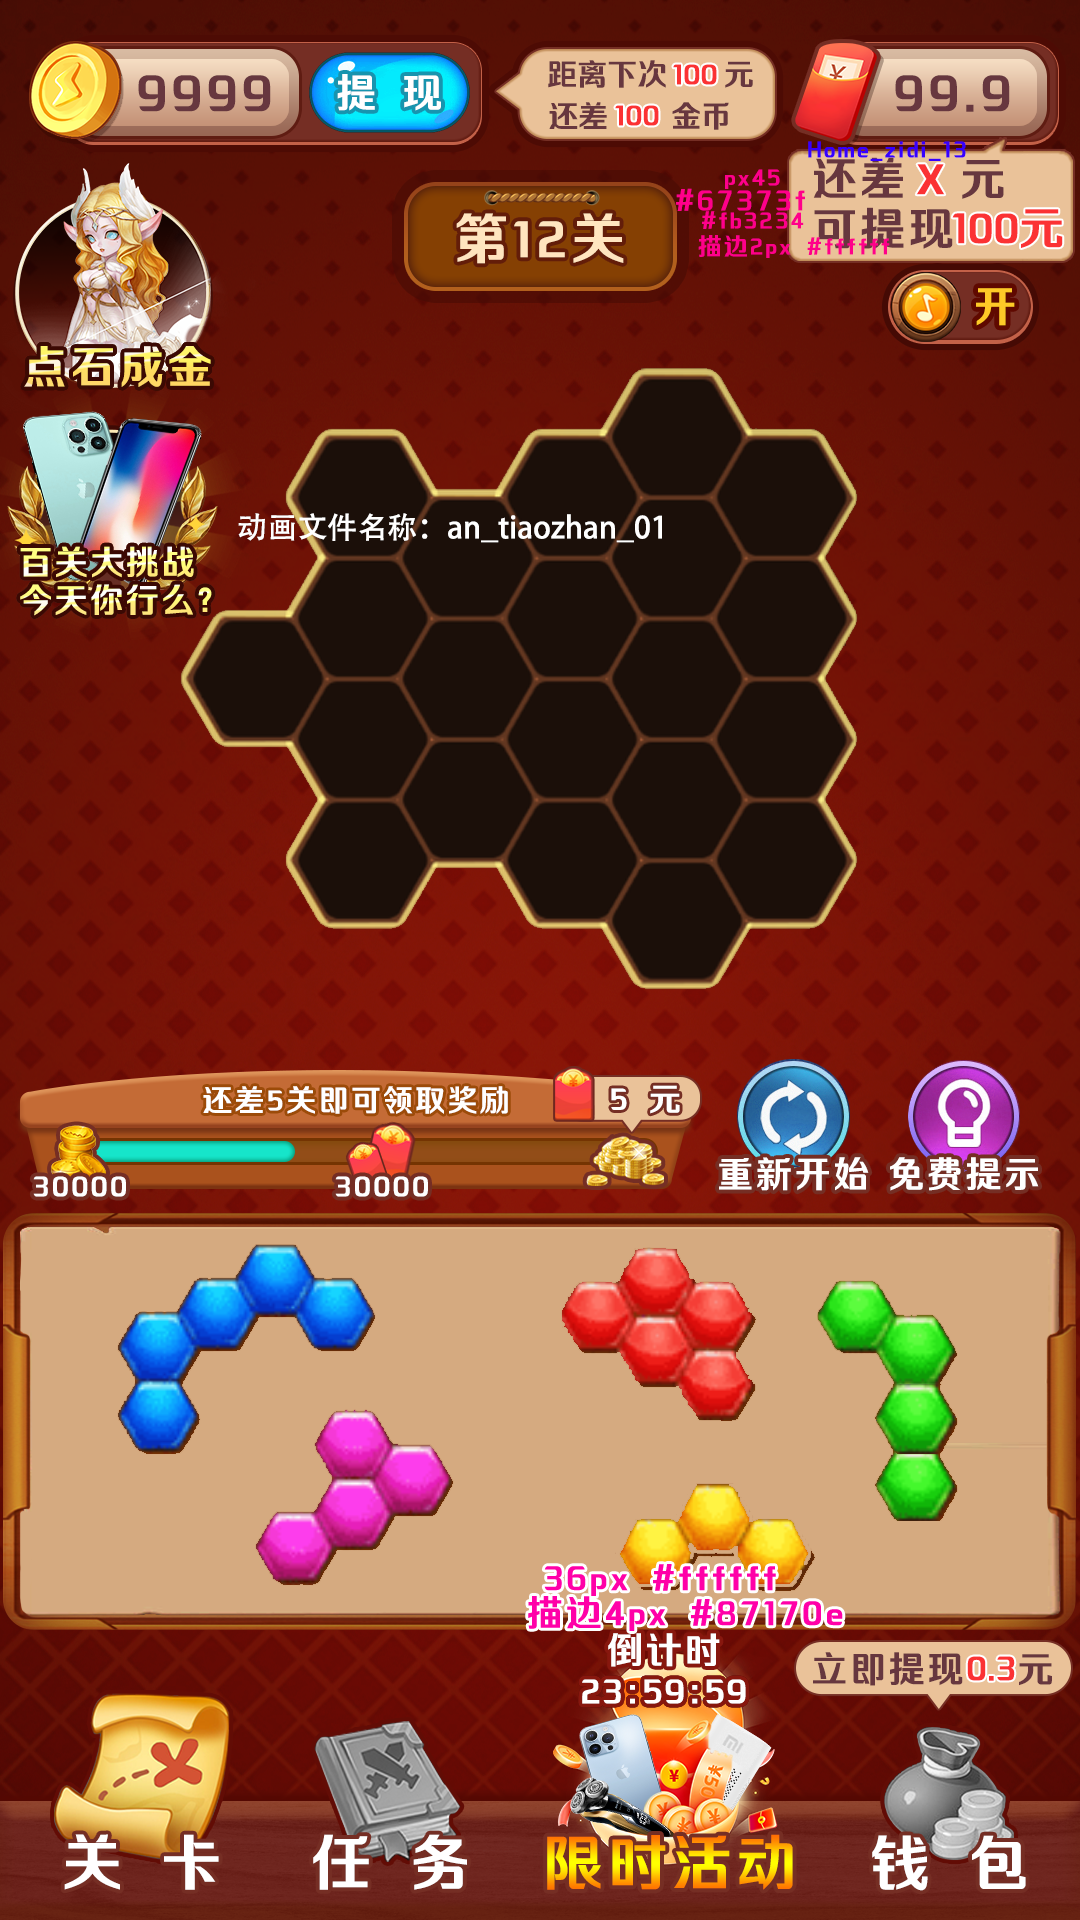 9999
提 现
距离下次100元
还差100 金币
99.9
Home_zidi_13
还差 X 元
可提现100元
px45
#67373f
#fb3234
描边2px #ffffff
第12关
开
点石成金
百关大挑战
今天你行么?
动画文件名称：an_tiaozhan_01
还差5关即可领取奖励
5 元
30000
30000
重新开始
免费提示
36px #ffffff
描边4px #87170e
倒计时
23:59:59
立即提现0.3元
¥50
关 卡
任 务
限时活动
钱 包